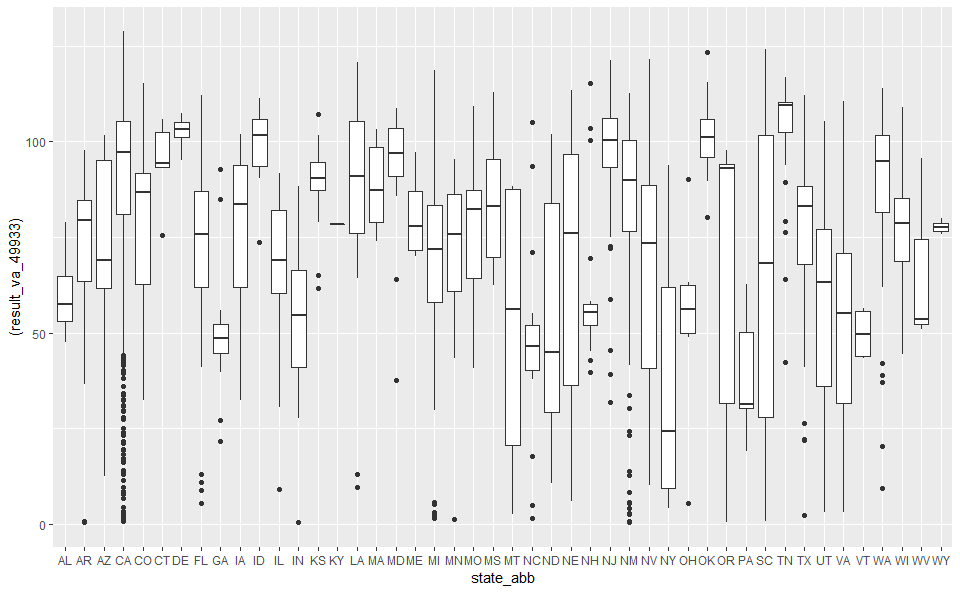 (result_va_49933)
100
50
0
AL AR AZ CA CO CT DE FL GA IA ID IL IN KS KY LA MA MD ME MI MN MO MS MT NC ND NE NH NJ NM NV NY OH OK OR PA SC TN TX UT VA VT WA WI WV WY
state_abb